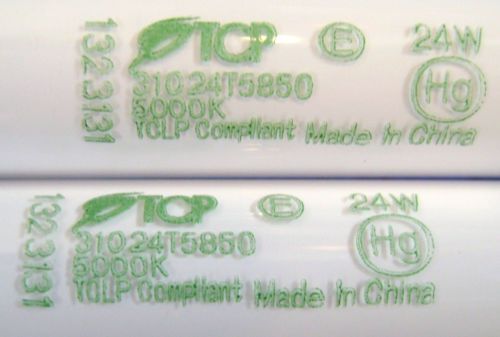 1323131
TCP E 24W
31024T5850 Hg
5000K
TCLP Compliant Made In China
1323131
TCP E 24W
31024T5850 Hg
5000K
TCLP Compliant Made In China